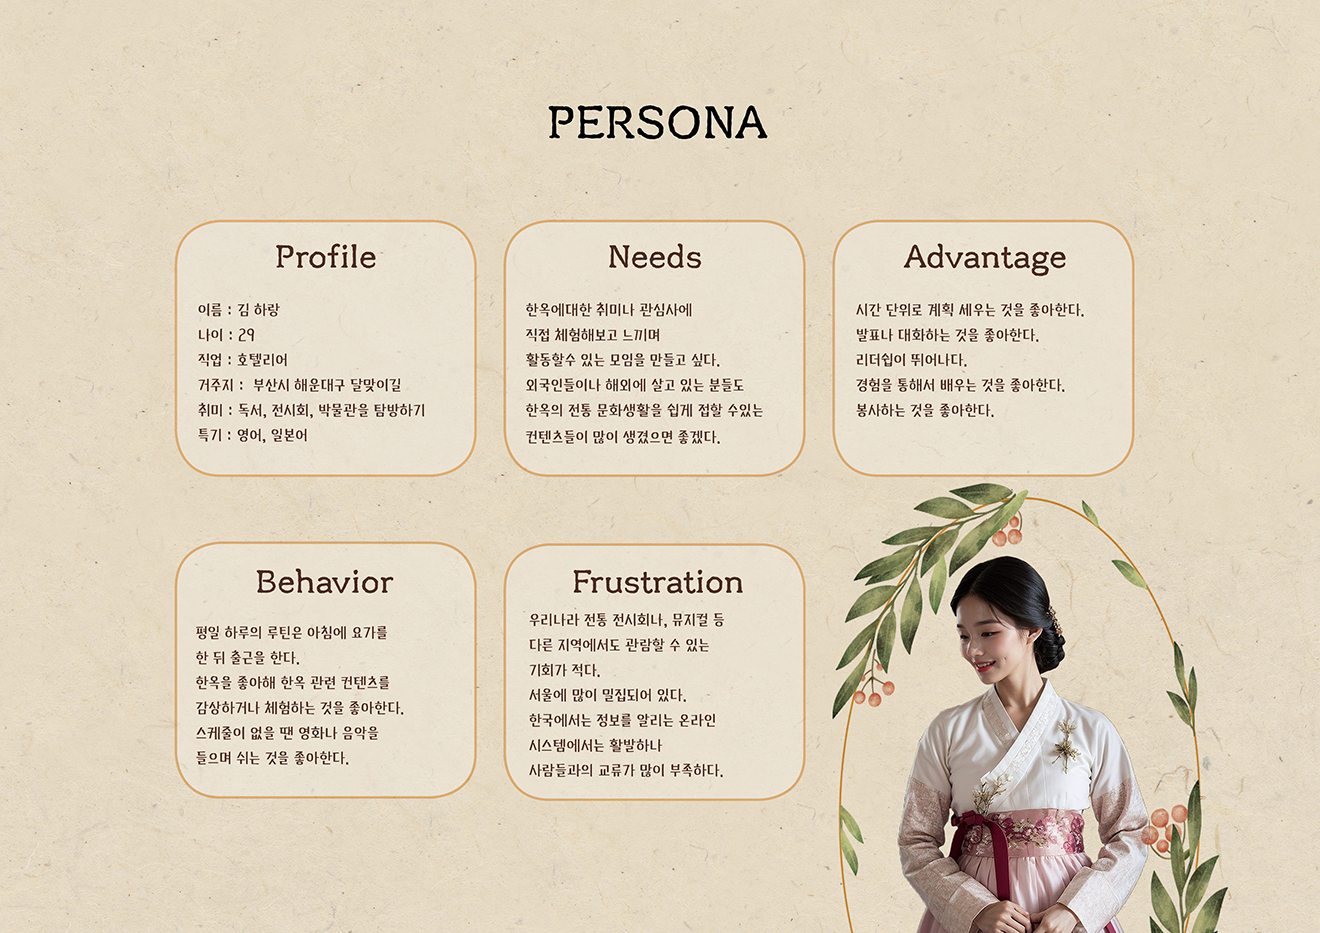 PERSONA
Profile
이름 : 김 하랑
나이 : 29
직업 : 호텔리어
거주지 : 부산시 해운대구 달맞이길
취미 : 독서, 전시회, 박물관을 탐방하기
특기 : 영어, 일본어
Needs
한옥에대한 취미나 관심사에
직접 체험해보고 느끼며
활동할수 있는 모임을 만들고 싶다.
외국인들이나 해외에 살고 있는 분들도
한옥의 전통 문화생활을 쉽게 접할 수있는
컨텐츠들이 많이 생겼으면 좋겠다.
Advantage
시간 단위로 계획 세우는 것을 좋아한다.
발표나 대화하는 것을 좋아한다.
리더쉽이 뛰어나다.
경험을 통해서 배우는 것을 좋아한다.
봉사하는 것을 좋아한다.
Behavior
평일 하루의 루틴은 아침에 요가를
한 뒤 출근을 한다.
한옥을 좋아해 한옥 관련 컨텐츠를
감상하거나 체험하는 것을 좋아한다.
스케줄이 없을 땐 영화나 음악을
들으며 쉬는 것을 좋아한다.
Frustration
우리나라 전통 전시회나, 뮤지컬 등
다른 지역에서도 관람할 수 있는
기회가 적다.
서울에 많이 밀집되어 있다.
한국에서는 정보를 알리는 온라인
시스템에서는 활발하나
사람들과의 교류가 많이 부족하다.